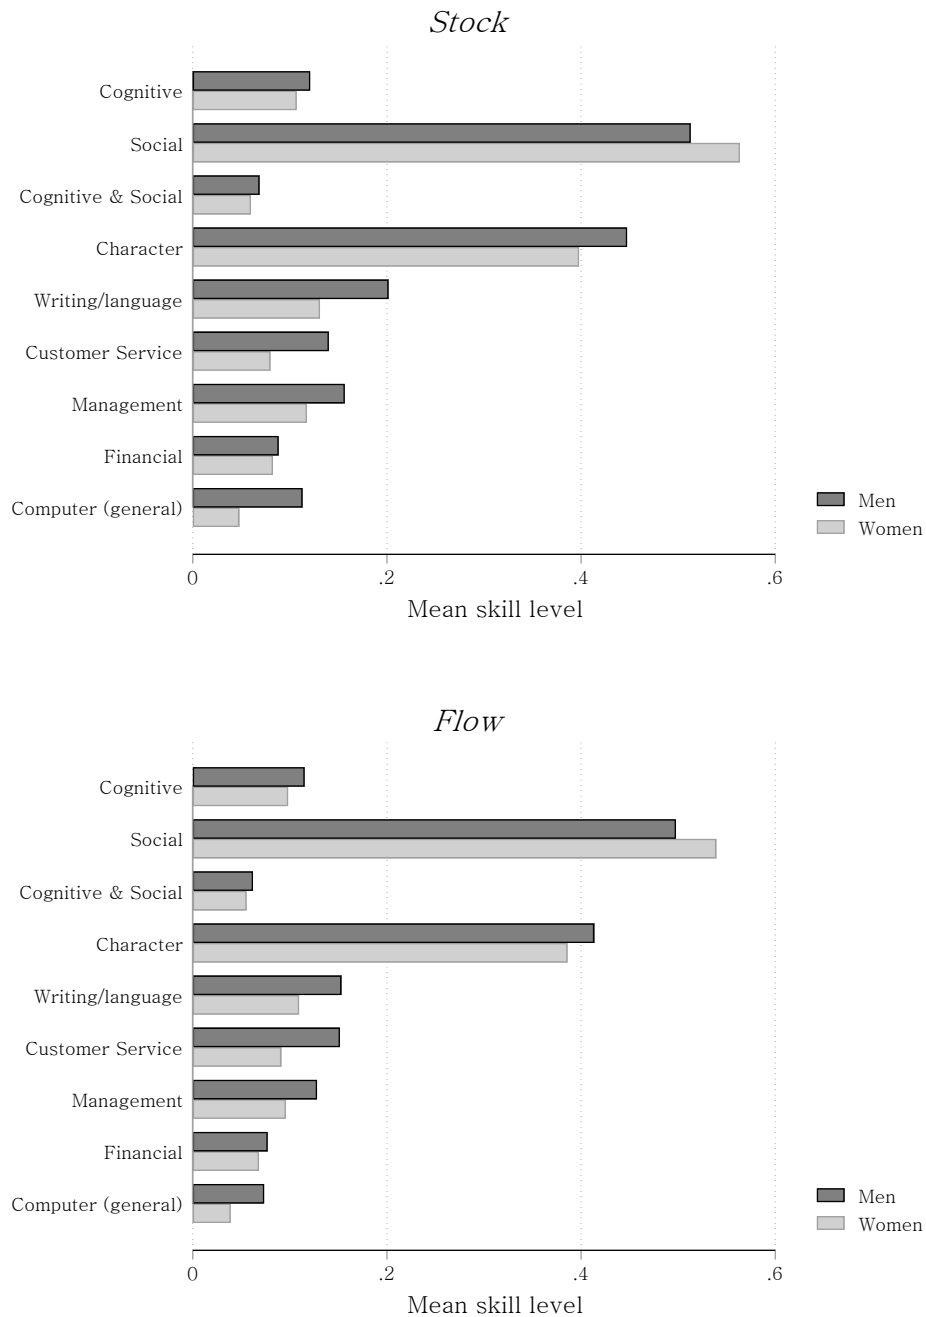 Stock
Cognitive
Social
Cognitive & Social
Character
Writing/language
Customer Service
Management
Financial
Computer (general)
Men
Women
0 .2 .4 .6
Mean skill level
Flow
Cognitive
Social
Cognitive & Social
Character
Writing/language
Customer Service
Management
Financial
Computer (general)
Men
Women
0 .2 .4 .6
Mean skill level